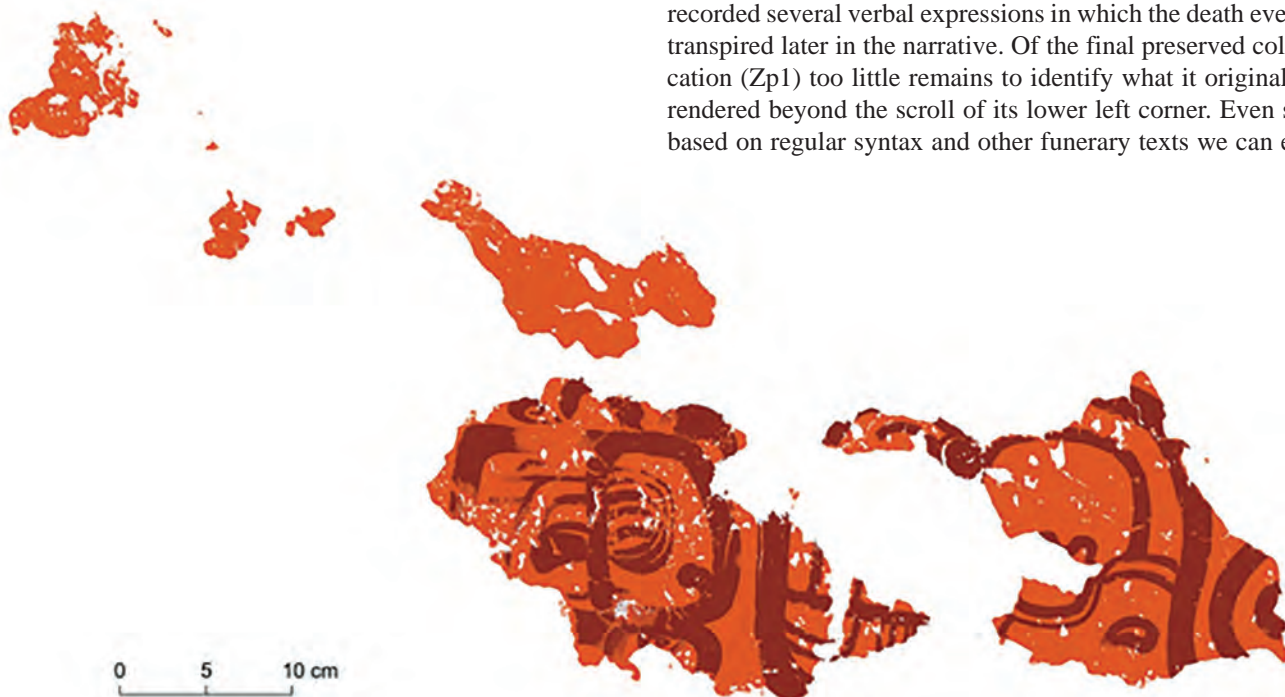 recorded several verbal expressions in which the death eve
transpired later in the narrative. Of the final preserved col
cation (Zp1) too little remains to identify what it original
rendered beyond the scroll of its lower left corner. Even s
based on regular syntax and other funerary texts we can e
0 5 10 cm